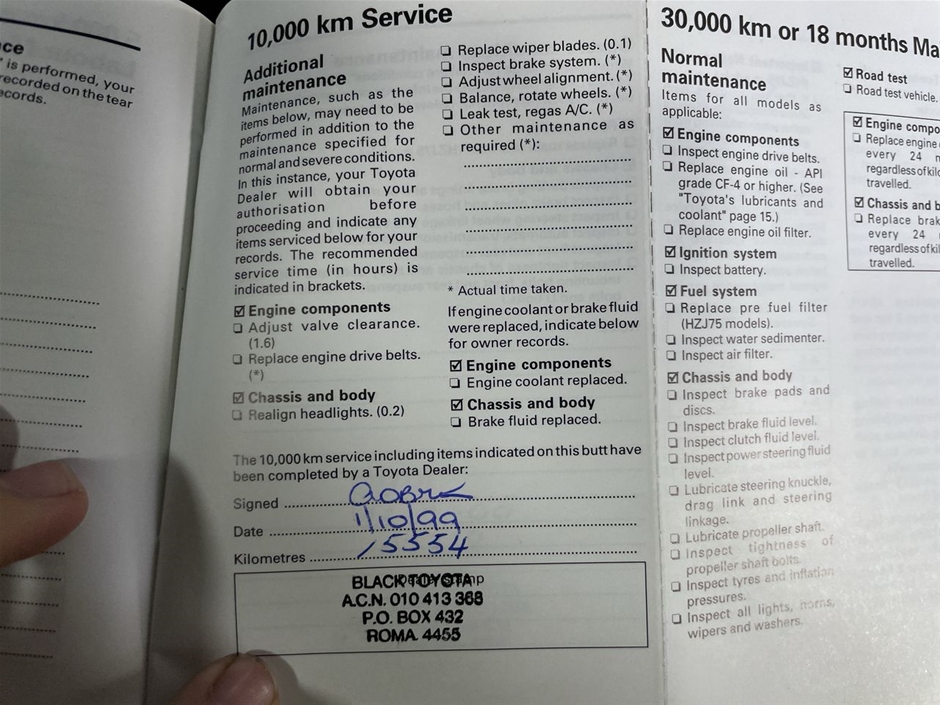 ce
" is performed, your
recorded on the tear
ecords.
10,000 km Service
Additional
maintenance
Maintenance, such as the
items below, may need to be
performed in addition to the
maintenance specified for
normal and severe conditions.
In this instance, your Toyota
Dealer will obtain your
authorisation before
proceeding and indicate any
items serviced below for your
records. The recommended
service time (in hours) is
indicated in brackets.
☑ Engine components
❏ Adjust valve clearance.
(1.6)
❏ Replace engine drive belts.
(*)
☑ Chassis and body
❏ Realign headlights. (0.2)
❏ Replace wiper blades. (0.1)
❏ Inspect brake system. (*)
❏ Adjust wheel alignment. (*)
❏ Balance, rotate wheels. (*)
❏ Leak test, regas A/C. (*)
❏ Other maintenance as
required (*):
* Actual time taken.
If engine coolant or brake fluid
were replaced, indicate below
for owner records.
☑ Engine components
❏ Engine coolant replaced.
☑ Chassis and body
❏ Brake fluid replaced.
The 10,000 km service including items indicated on this butt have
been completed by a Toyota Dealer:
Signed
Date 1/10/99
Kilometres 15554
BLACK TOYOTA
A.C.N. 010 413 368
P.O. BOX 432
ROMA. 4455
30,000 km or 18 months Ma
Normal
maintenance
Items for all models as
applicable:
☑ Engine components
❏ Inspect engine drive belts.
❏ Replace engine oil - API
grade CF-4 or higher. (See
"Toyota's lubricants and
coolant" page 15.)
❏ Replace engine oil filter.
☑ Ignition system
❏ Inspect battery.
☑ Fuel system
❏ Replace pre fuel filter
(HZJ75 models).
❏ Inspect water sedimenter.
❏ Inspect air filter.
☑ Chassis and body
❏ Inspect brake pads and
discs.
❏ Inspect brake fluid level.
❏ Inspect clutch fluid level.
❏ Inspect power steering fluid
level.
❏ Lubricate steering knuckle,
drag link and steering
linkage.
❏ Lubricate propeller shaft.
❏ Inspect tightness of
propeller shaft bolts.
❏ Inspect tyres and inflation
pressures.
❏ Inspect all lights, horns,
wipers and washers.
☑ Road test
❏ Road test vehicle.
☑ Engine compo
❏ Replace engine
every 24 m
regardless of kil
travelled.
☑ Chassis and b
❏ Replace brak
every 24
regardless of kil
travelled.